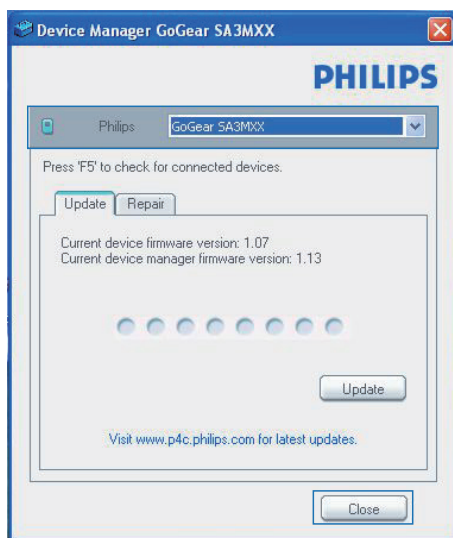 Device Manager GoGear SA3MXX
PHILIPS
Philips GoGear SA3MXX
Press 'F5' to check for connected devices.
Update Repair
Current device firmware version: 1.07
Current device manager firmware version: 1.13
Update
Visit www.p4c.philips.com for latest updates.
Close